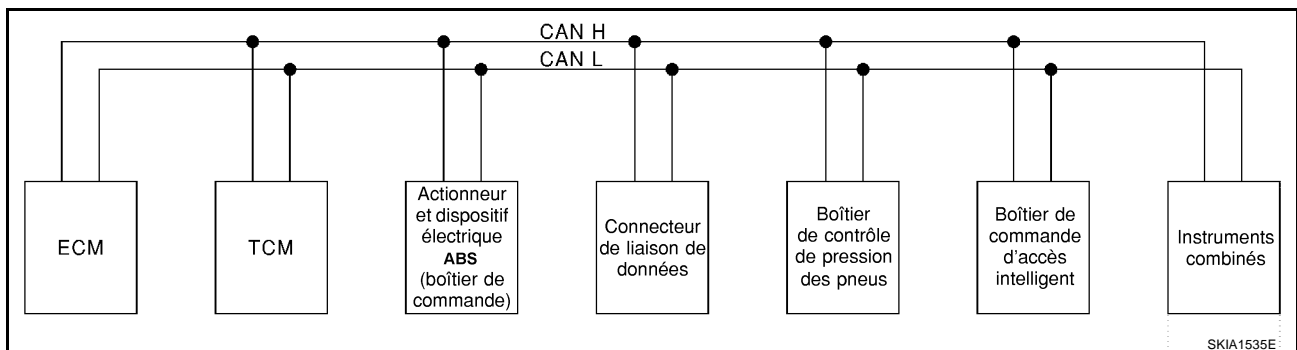 CAN H
CAN L
ECM
TCM
Actionneur
et dispositif
électrique
ABS
(boîtier de
commande)
Connecteur
de liaison de
données
Boîtier
de contrôle
de pression
des pneus
Boîtier de
commande
d'accès
intelligent
Instruments
combinés
SKIA1535E